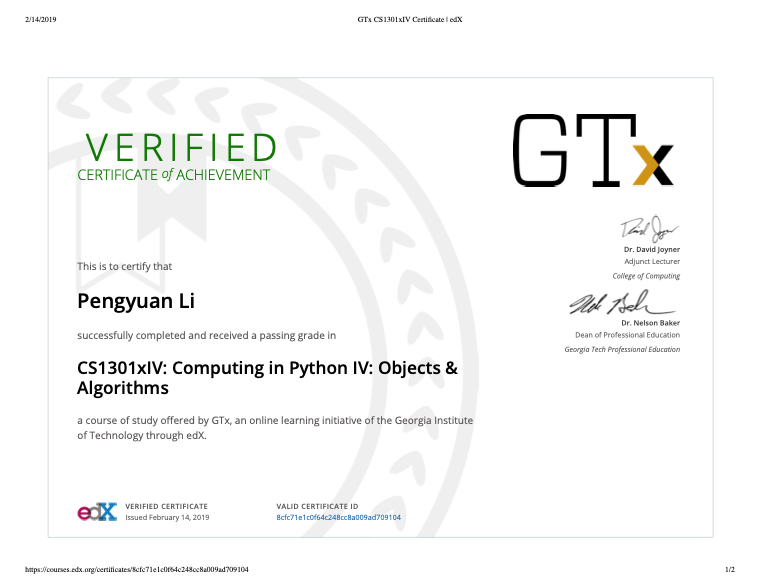 2/14/2019
GTx CS1301xIV Certificate | edX
VERIFIED
CERTIFICATE of ACHIEVEMENT
GTx
Dr. David Joyner
Adjunct Lecturer
College of Computing
This is to certify that
Pengyuan Li
Dr. Nelson Baker
Dean of Professional Education
Georgia Tech Professional Education
successfully completed and received a passing grade in
CS1301xIV: Computing in Python IV: Objects &
Algorithms
a course of study offered by GTx, an online learning initiative of the Georgia Institute
of Technology through edX.
edX
VERIFIED CERTIFICATE
Issued February 14, 2019
VALID CERTIFICATE ID
8cfc71e1c0f64c248cc8a009ad709104
https://courses.edx.org/certificates/8cfc71e1c0f64c248cc8a009ad709104
1/2